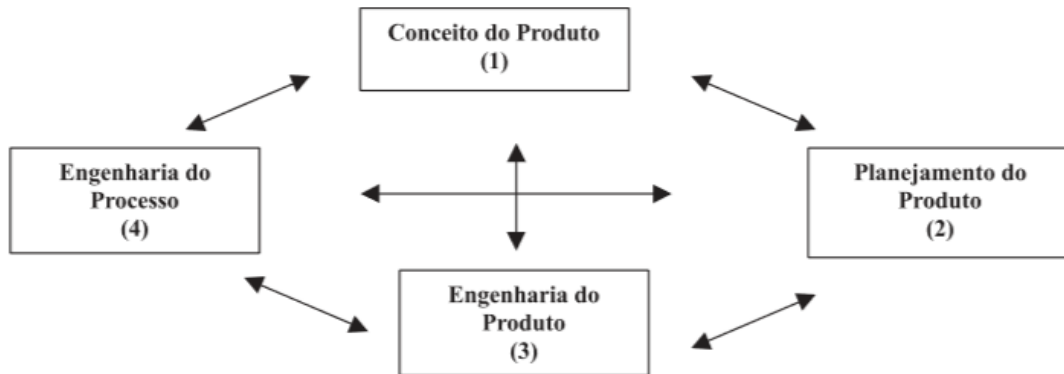 Conceito do Produto
(1)
Engenharia do
Processo
(4)
Planejamento do
Produto
(2)
Engenharia do
Produto
(3)